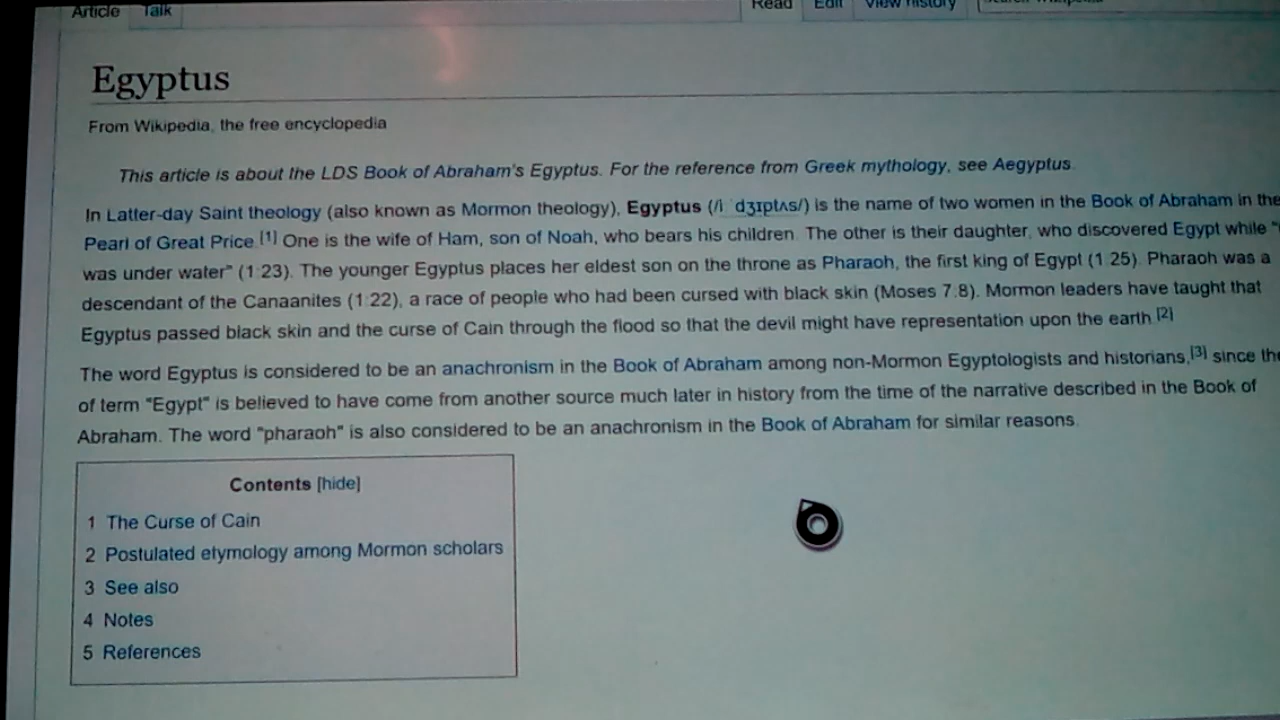 Article Talk Read Edit View history
Egyptus
From Wikipedia, the free encyclopedia
This article is about the LDS Book of Abraham's Egyptus. For the reference from Greek mythology, see Aegyptus.
In Latter-day Saint theology (also known as Mormon theology), Egyptus (/iˈdʒɪptʌs/) is the name of two women in the Book of Abraham in the
Pearl of Great Price.[1] One is the wife of Ham, son of Noah, who bears his children. The other is their daughter, who discovered Egypt while "
was under water" (1:23). The younger Egyptus places her eldest son on the throne as Pharaoh, the first king of Egypt (1:25). Pharaoh was a
descendant of the Canaanites (1:22), a race of people who had been cursed with black skin (Moses 7:8). Mormon leaders have taught that
Egyptus passed black skin and the curse of Cain through the flood so that the devil might have representation upon the earth.[2]
The word Egyptus is considered to be an anachronism in the Book of Abraham among non-Mormon Egyptologists and historians,[3] since the
of term "Egypt" is believed to have come from another source much later in history from the time of the narrative described in the Book of
Abraham. The word "pharaoh" is also considered to be an anachronism in the Book of Abraham for similar reasons.
Contents [hide]
1 The Curse of Cain
2 Postulated etymology among Mormon scholars
3 See also
4 Notes
5 References